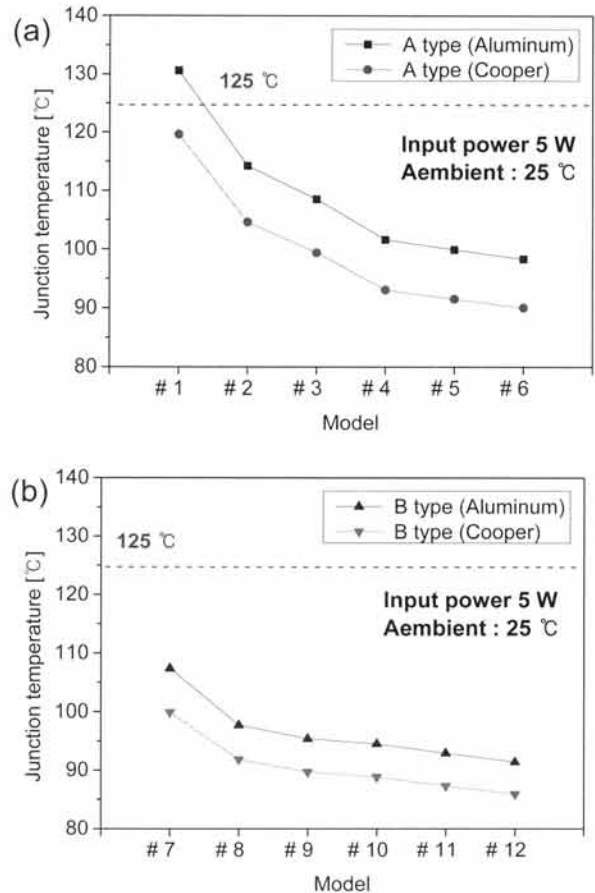 (a)
140
130
120
110
100
90
80
Junction temperature [℃]
A type (Aluminum)
A type (Cooper)
125 ℃
Input power 5 W
Aembient : 25 ℃
# 1 # 2 # 3 # 4 # 5 # 6
Model
(b)
140
130
120
110
100
90
80
Junction temperature [℃]
B type (Aluminum)
B type (Cooper)
125 ℃
Input power 5 W
Aembient : 25 ℃
# 7 # 8 # 9 # 10 # 11 # 12
Model